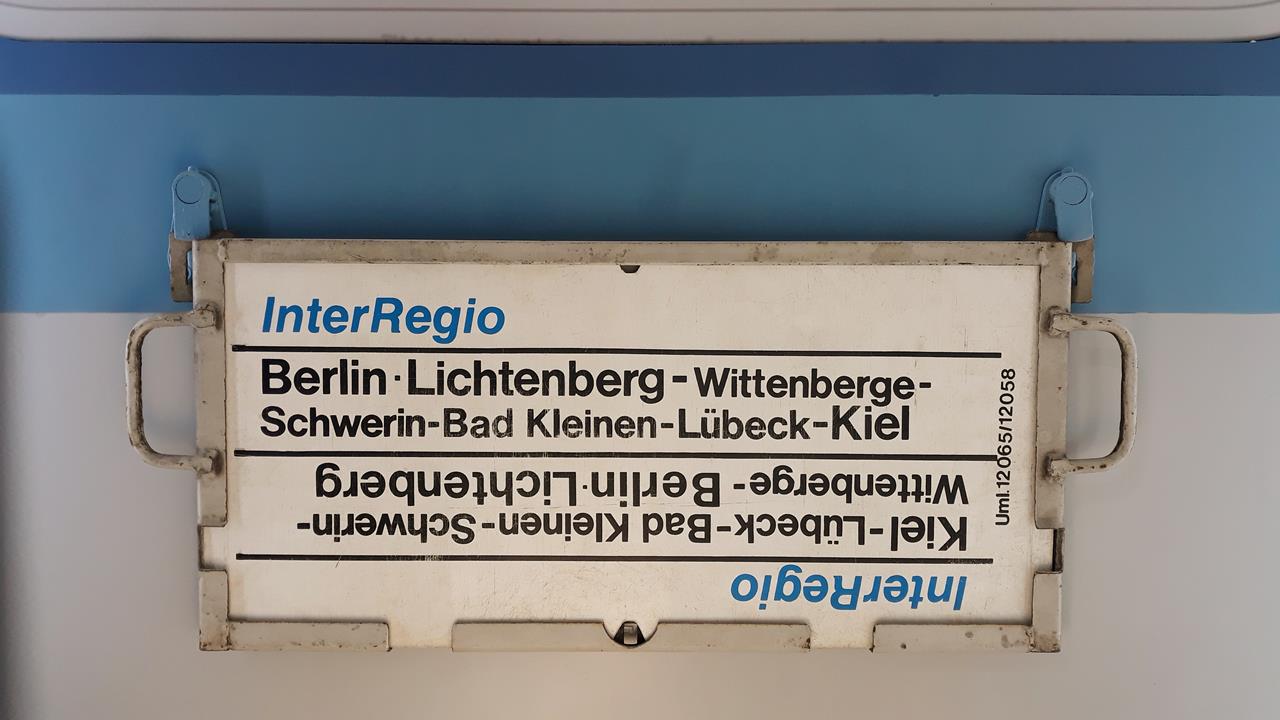 InterRegio
Berlin·Lichtenberg-Wittenberge-
Schwerin-Bad Kleinen-Lübeck-Kiel
Uml.12065/12058
InterRegio
Kiel-Lübeck-Bad Kleinen-Schwerin-
Wittenberge-Berlin·Lichtenberg